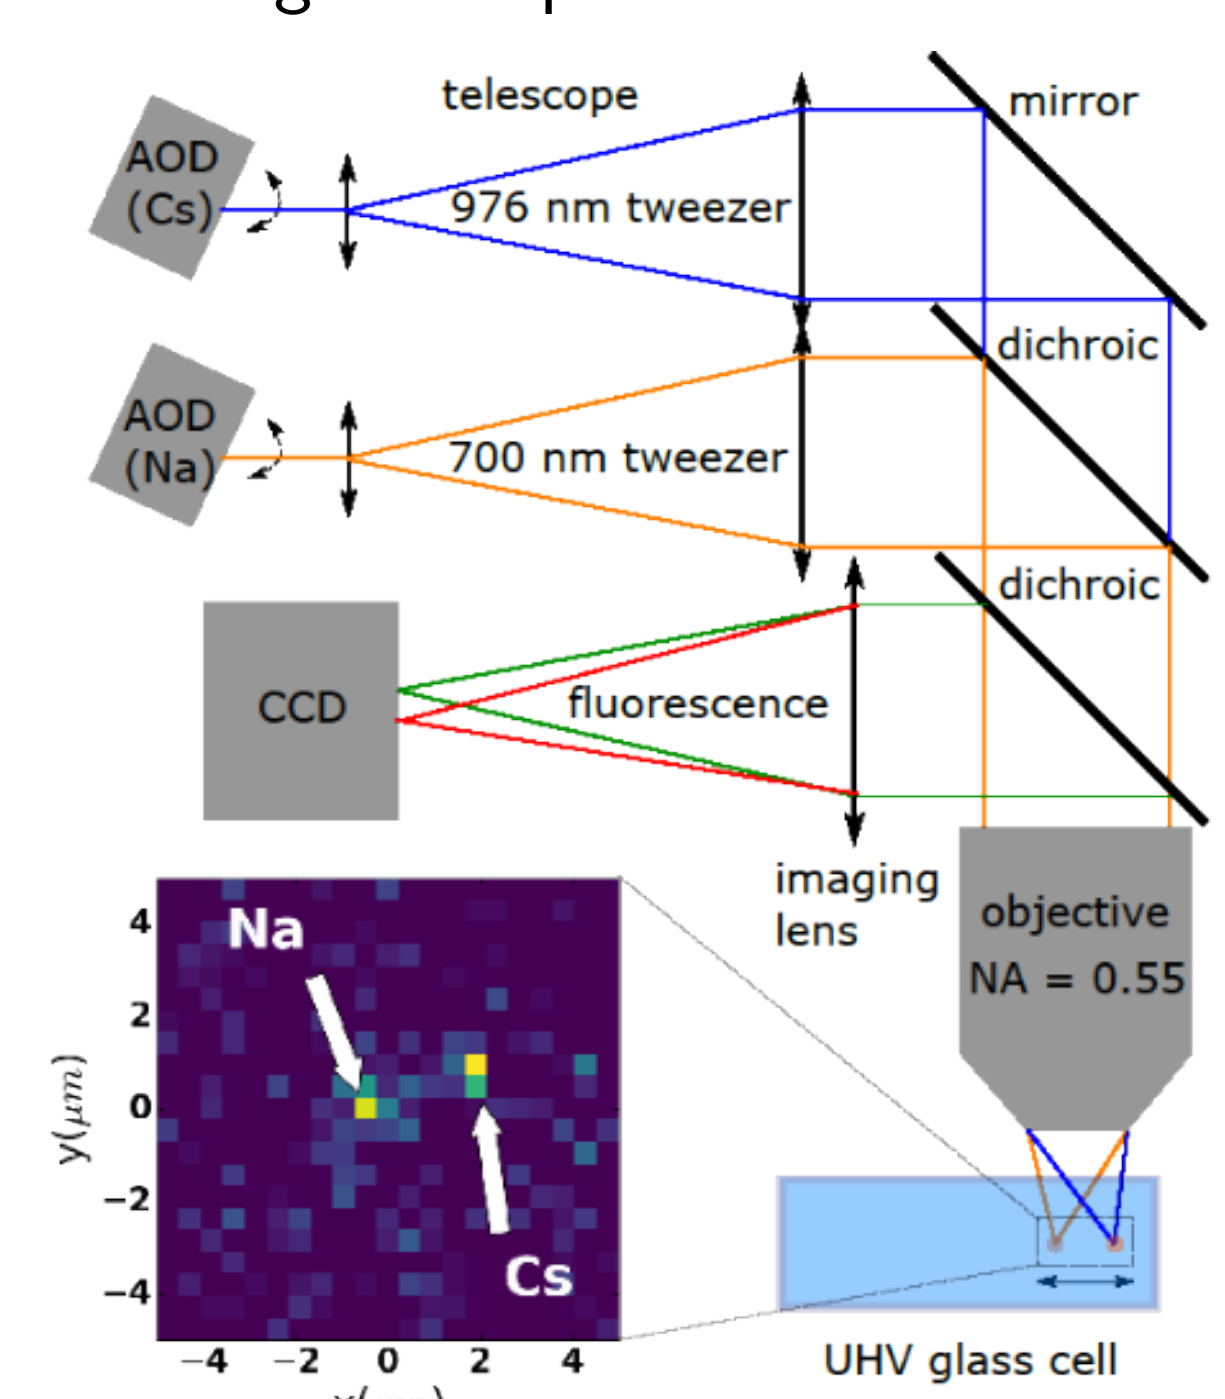 telescope
mirror
AOD
(Cs)
976 nm tweezer
dichroic
AOD
(Na)
700 nm tweezer
dichroic
CCD
fluorescence
imaging
lens
objective
NA = 0.55
Na
Cs
4
2
0
−2
−4
y(μm)
−4 −2 0 2 4
UHV glass cell